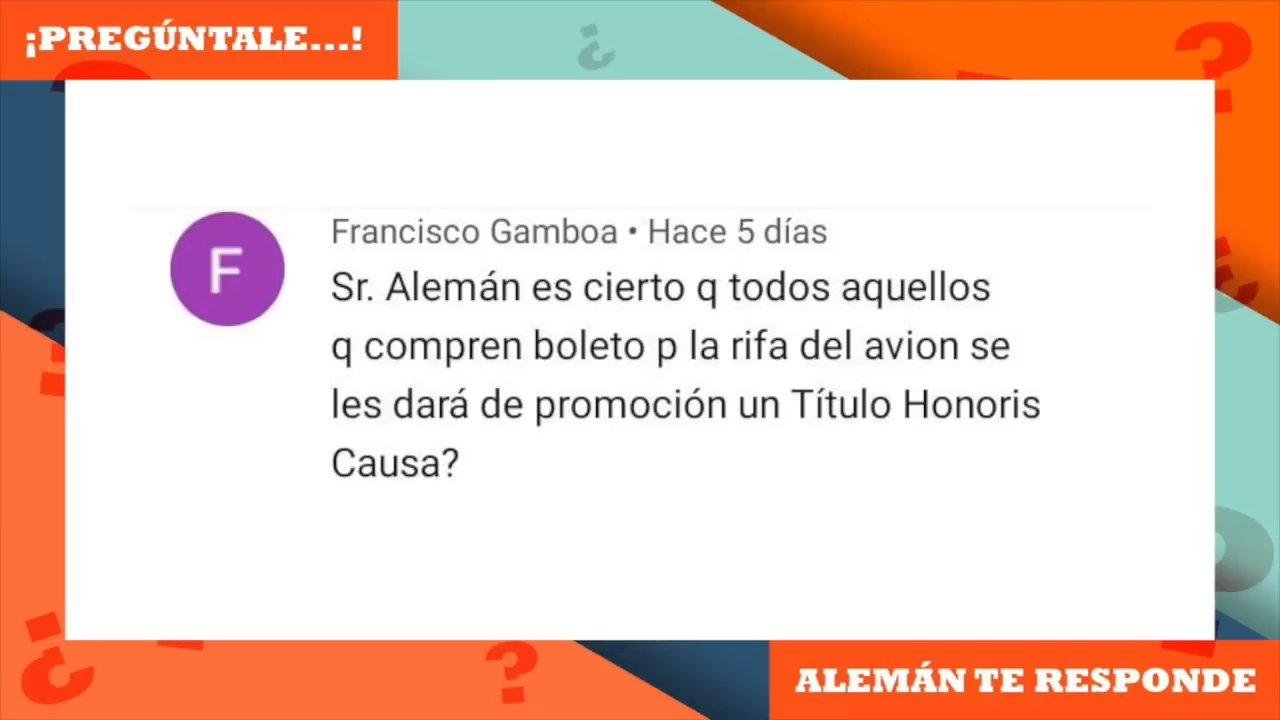 ¡PREGÚNTALE...!
F
Francisco Gamboa • Hace 5 días
Sr. Alemán es cierto q todos aquellos
q compren boleto p la rifa del avion se
les dará de promoción un Título Honoris
Causa?
ALEMÁN TE RESPONDE